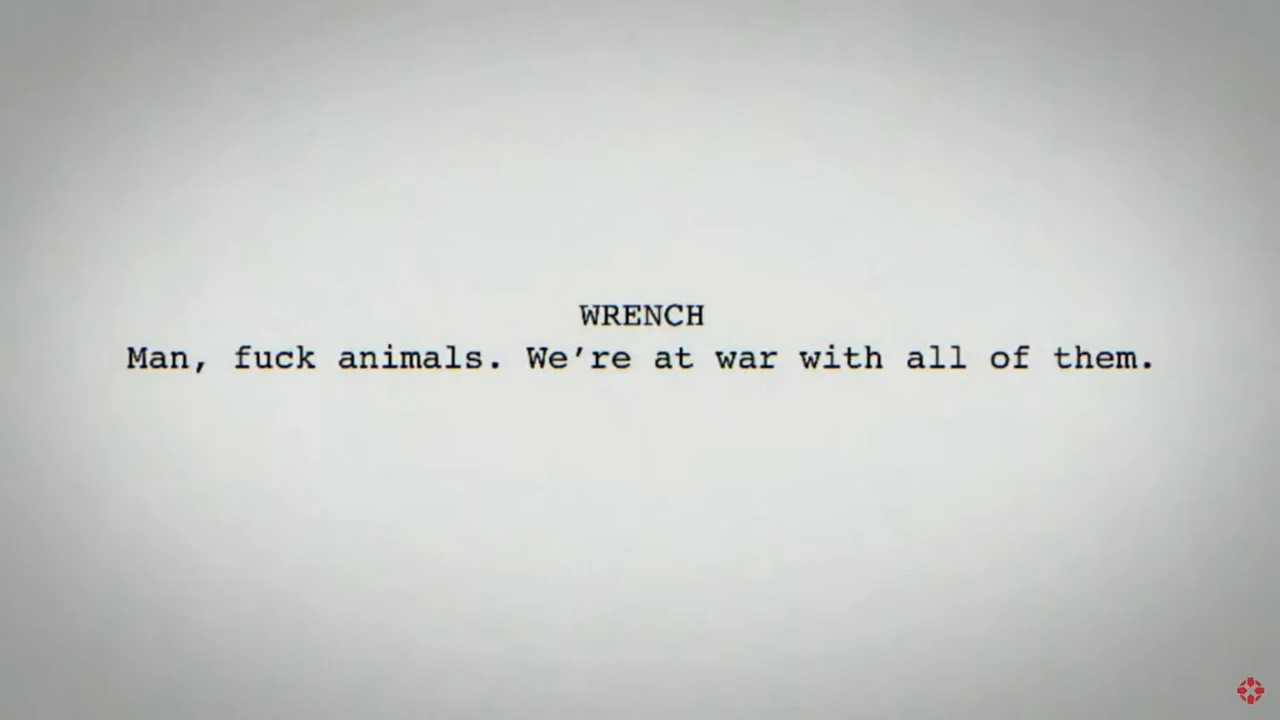 WRENCH
Man, fuck animals. We’re at war with all of them.